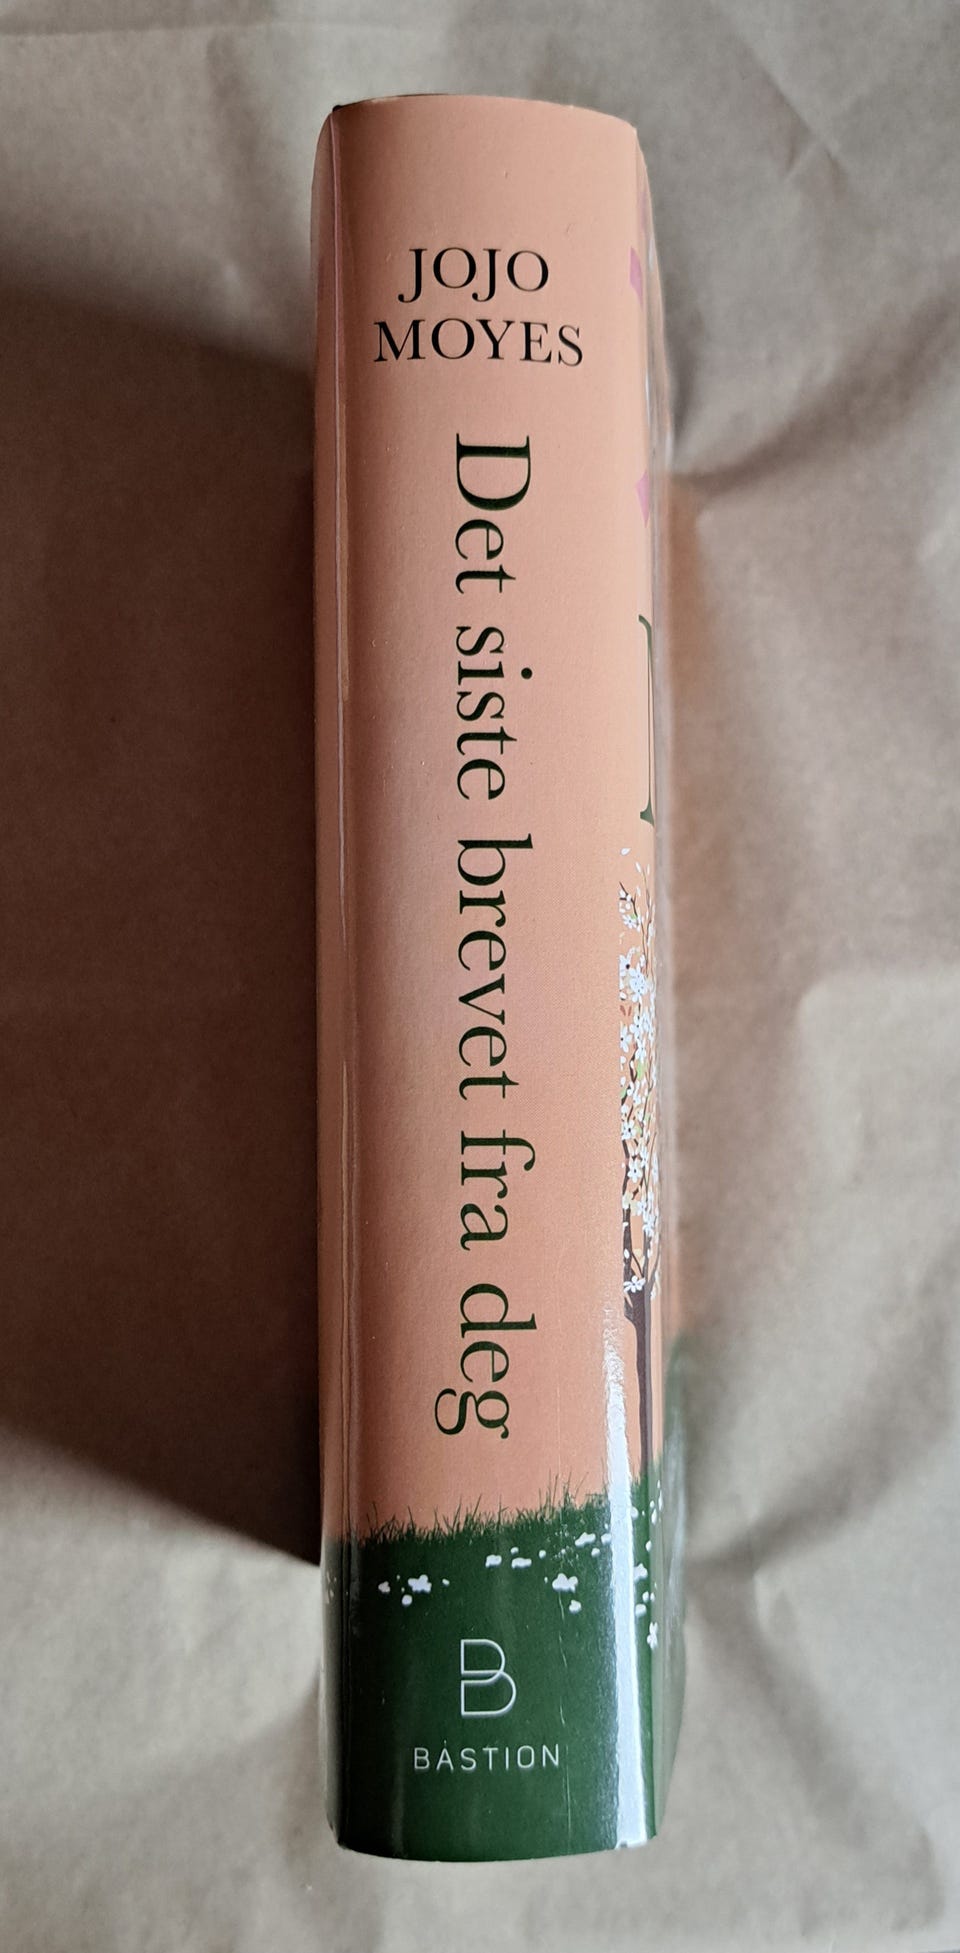 JOJO
MOYES
Det siste brevet fra deg
BASTION